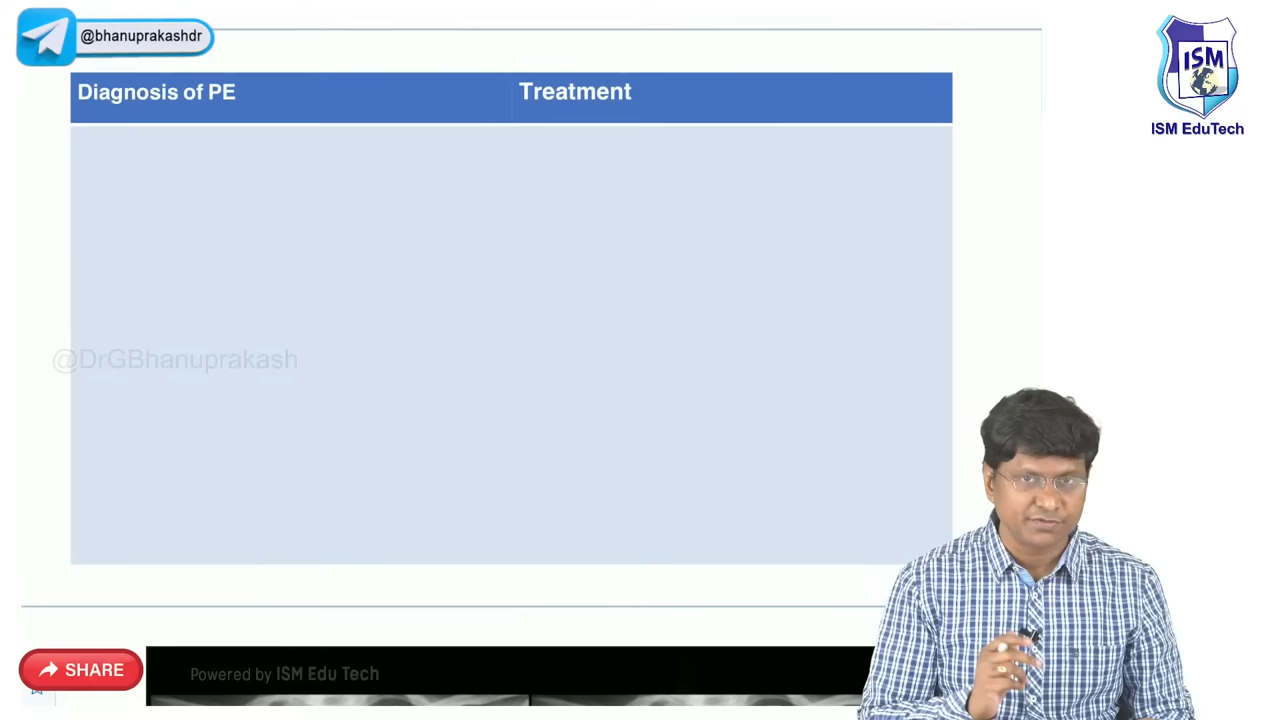 @bhanuprakashdr
ISM
ISM EduTech
Diagnosis of PE
Treatment
@DrGBhanuprakash
SHARE
Powered by ISM Edu Tech